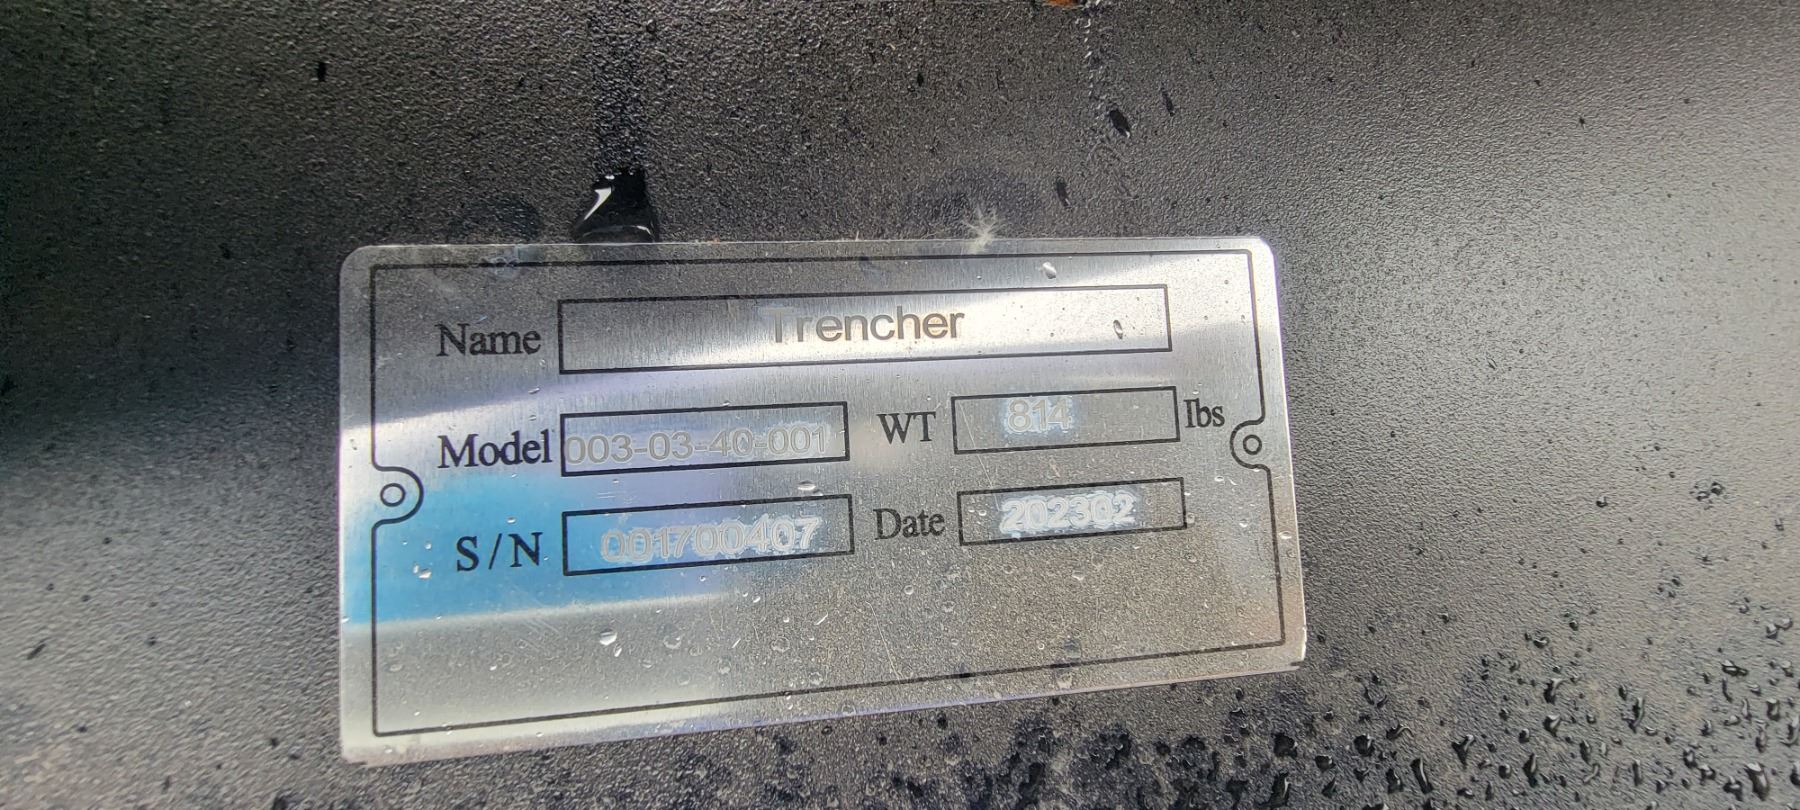 Name Trencher
Model 003-03-40-001 WT 814 lbs
S/N 001700407 Date 202302